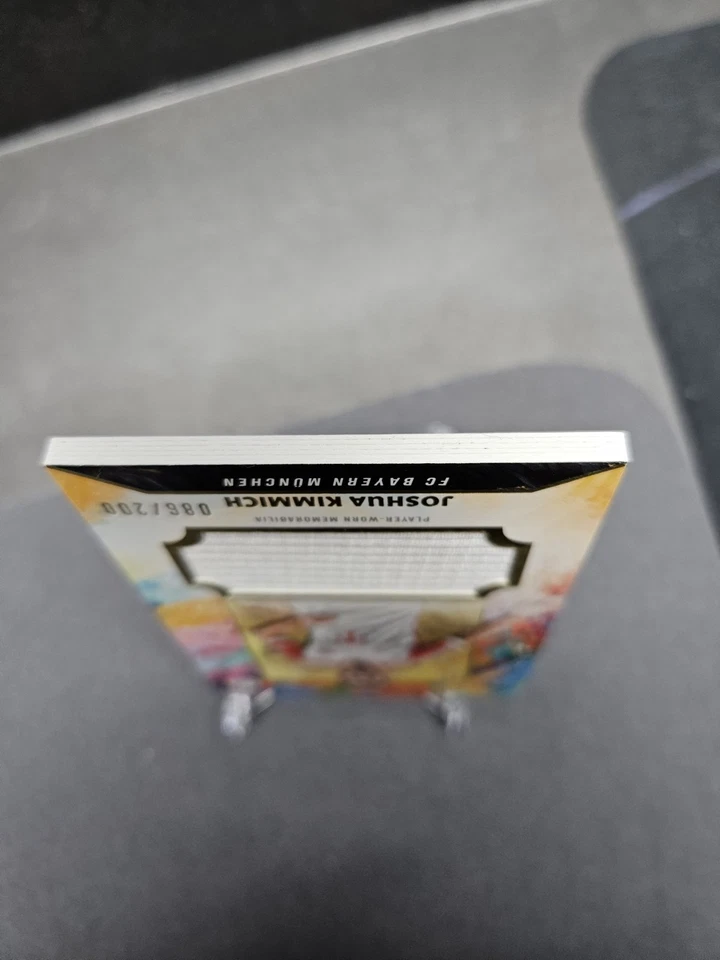 PLAYER-WORN MEMORABILIA
JOSHUA KIMMICH
086/200
FC BAYERN MÜNCHEN